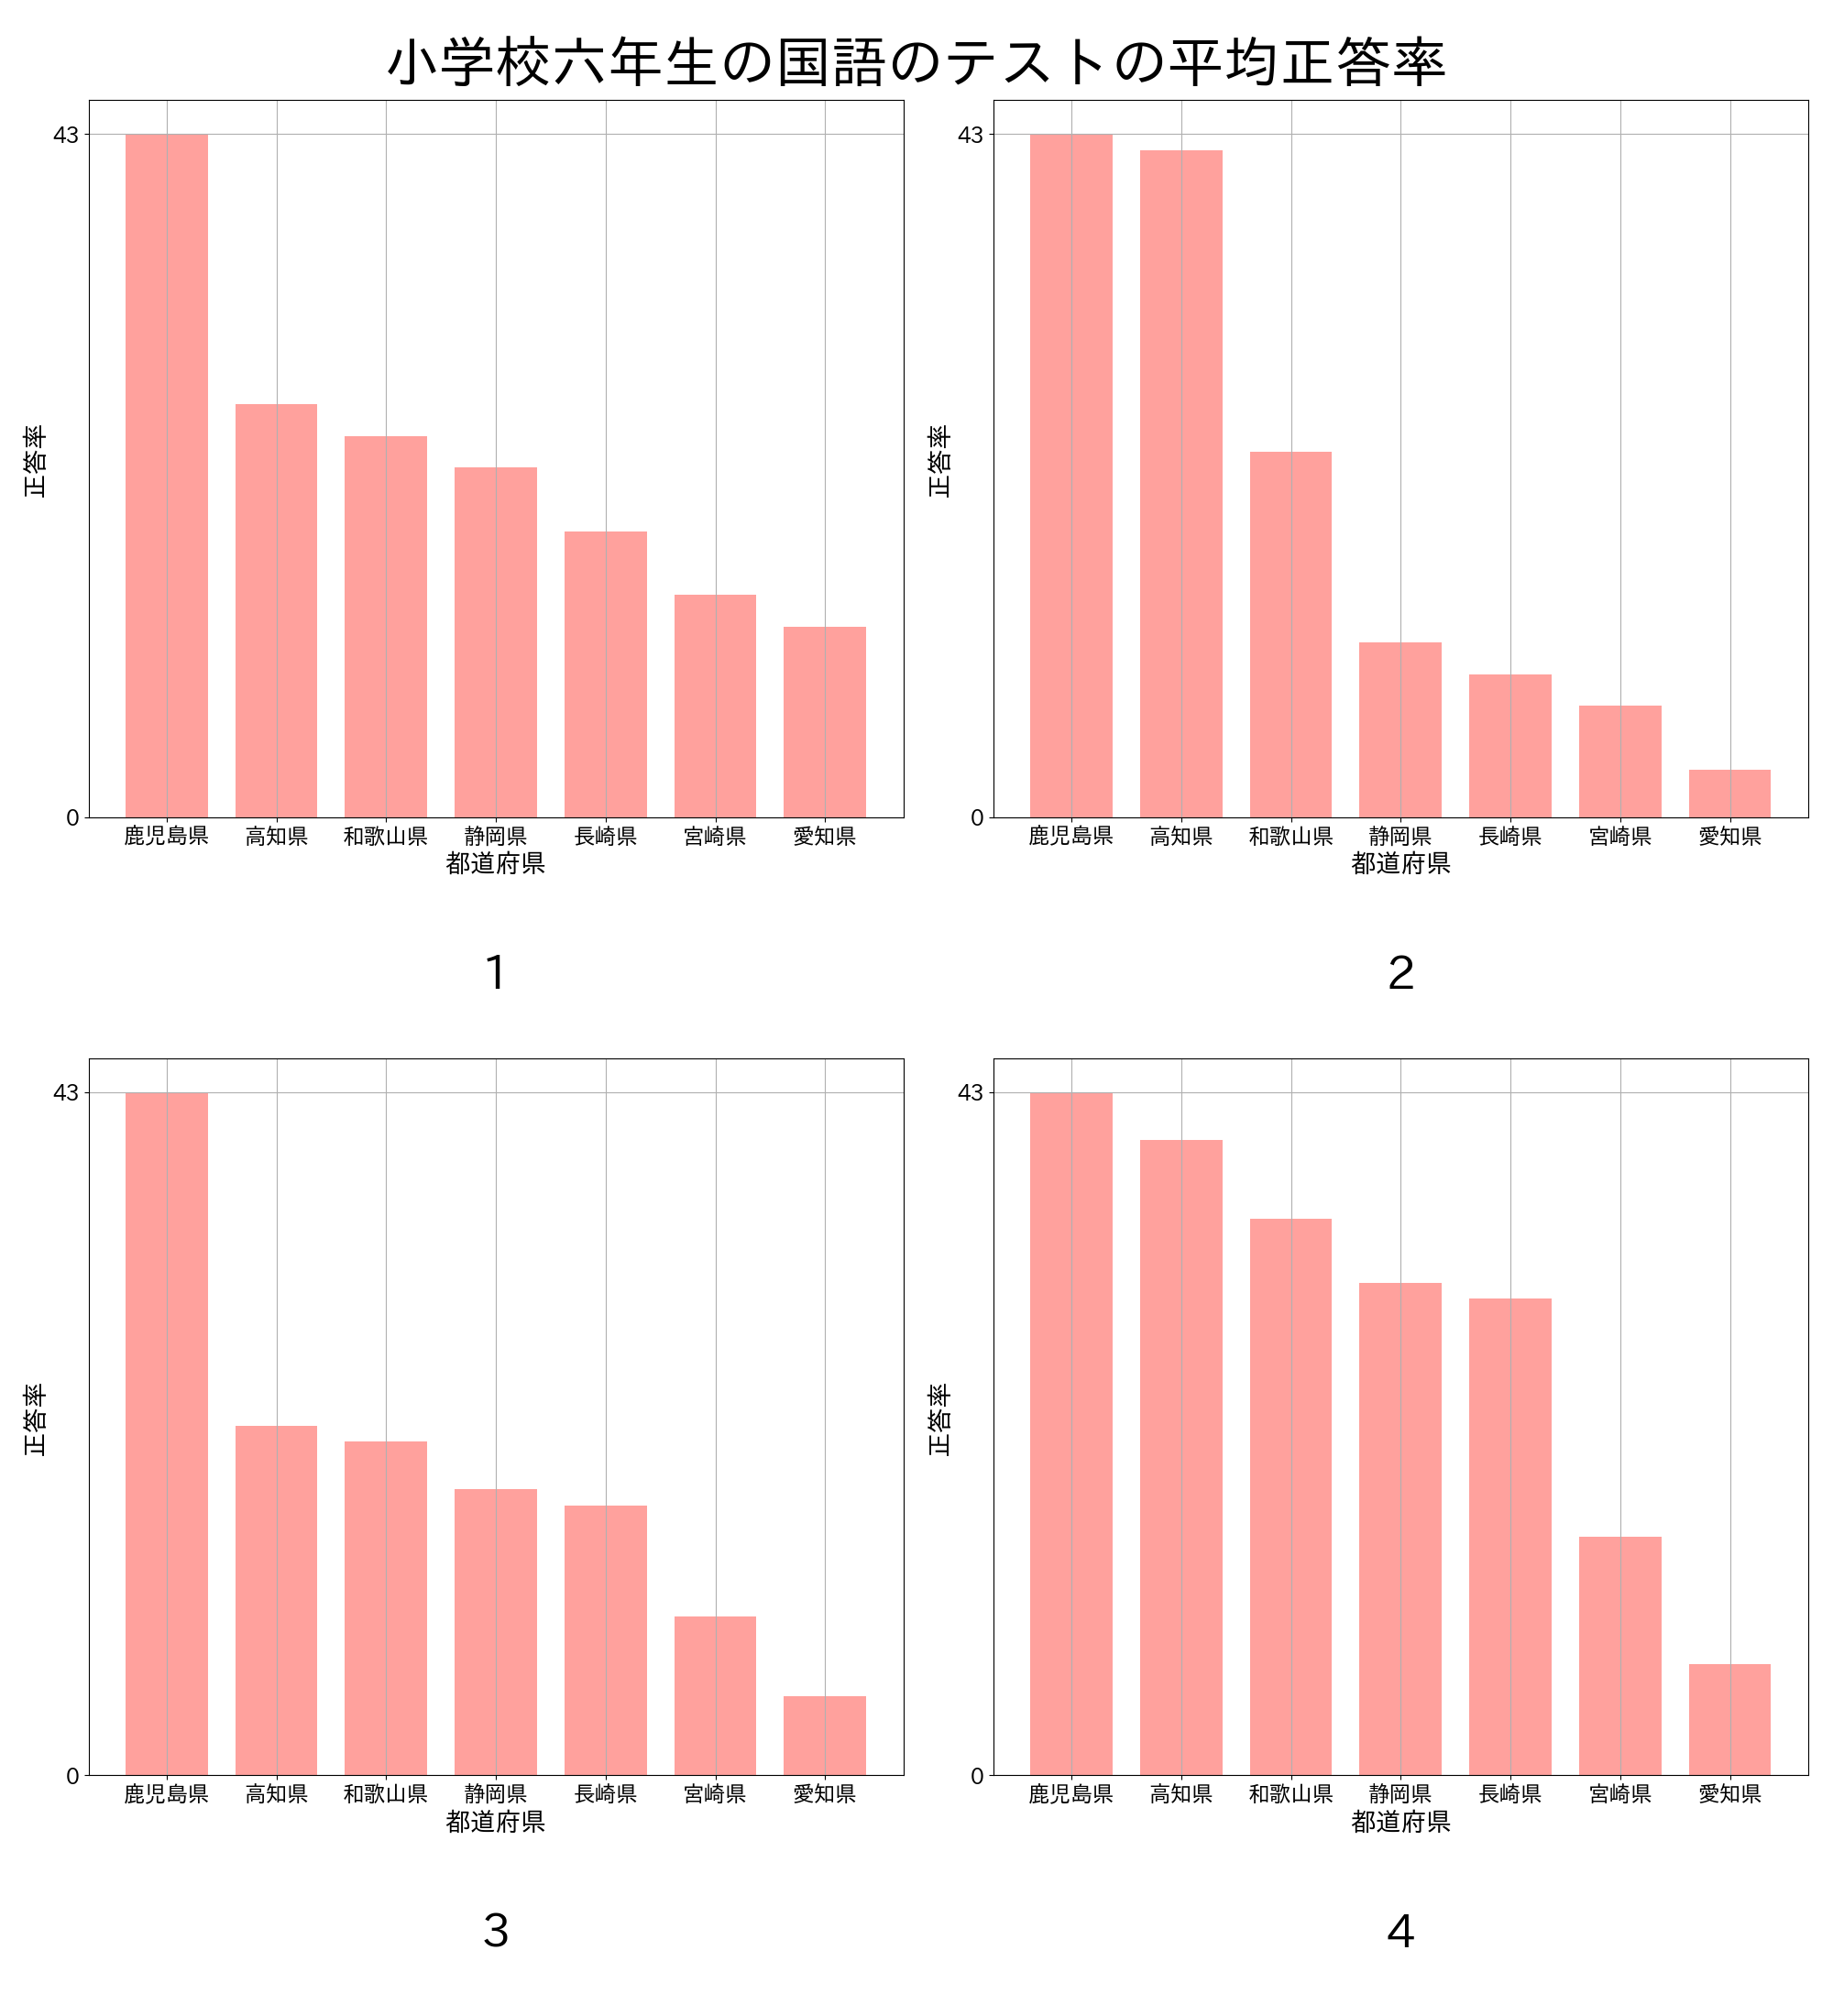 小学校六年生の国語のテストの平均正答率
43
0
正答率
鹿児島県 高知県 和歌山県 静岡県 長崎県 宮崎県 愛知県
都道府県
1
43
0
正答率
鹿児島県 高知県 和歌山県 静岡県 長崎県 宮崎県 愛知県
都道府県
2
43
0
正答率
鹿児島県 高知県 和歌山県 静岡県 長崎県 宮崎県 愛知県
都道府県
3
43
0
正答率
鹿児島県 高知県 和歌山県 静岡県 長崎県 宮崎県 愛知県
都道府県
4